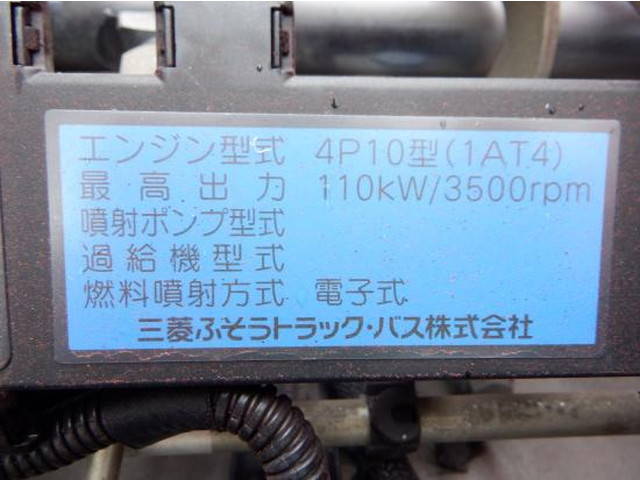 エンジン型式 4P10型(1AT4)
最高出力 110kW/3500rpm
噴射ポンプ型式
過給機型式
燃料噴射方式 電子式
三菱ふそうトラック・バス株式会社